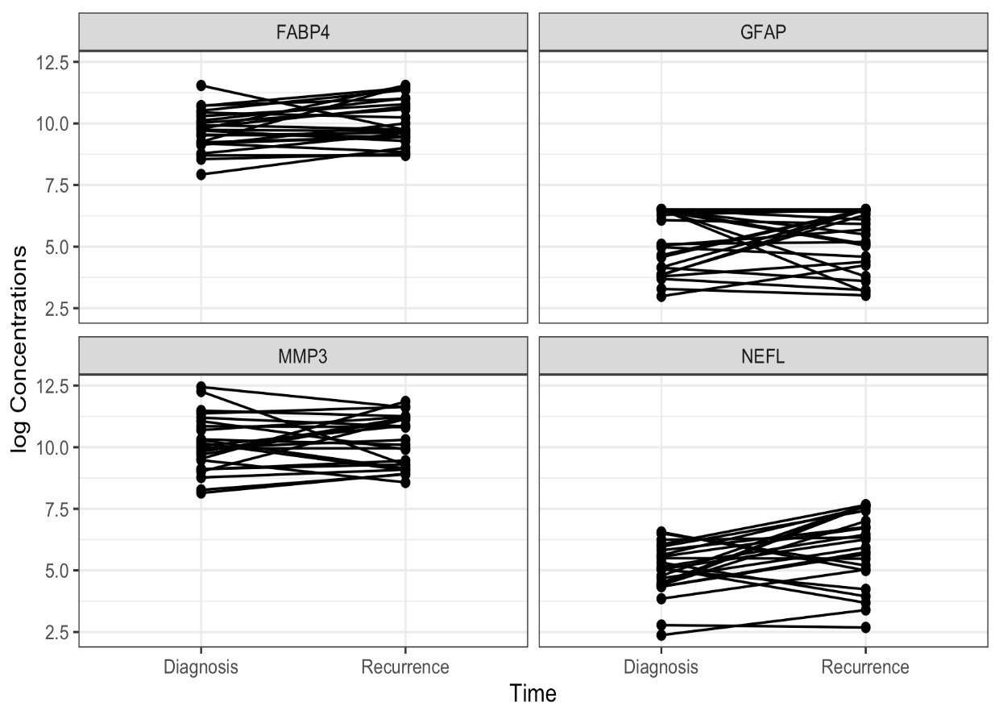 FABP4 GFAP
12.5
10.0
7.5
5.0
2.5
MMP3 NEFL
12.5
10.0
7.5
5.0
2.5
log Concentrations
Diagnosis Recurrence Diagnosis Recurrence
Time